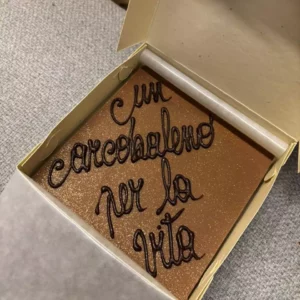 un
arcobaleno
per la
vita